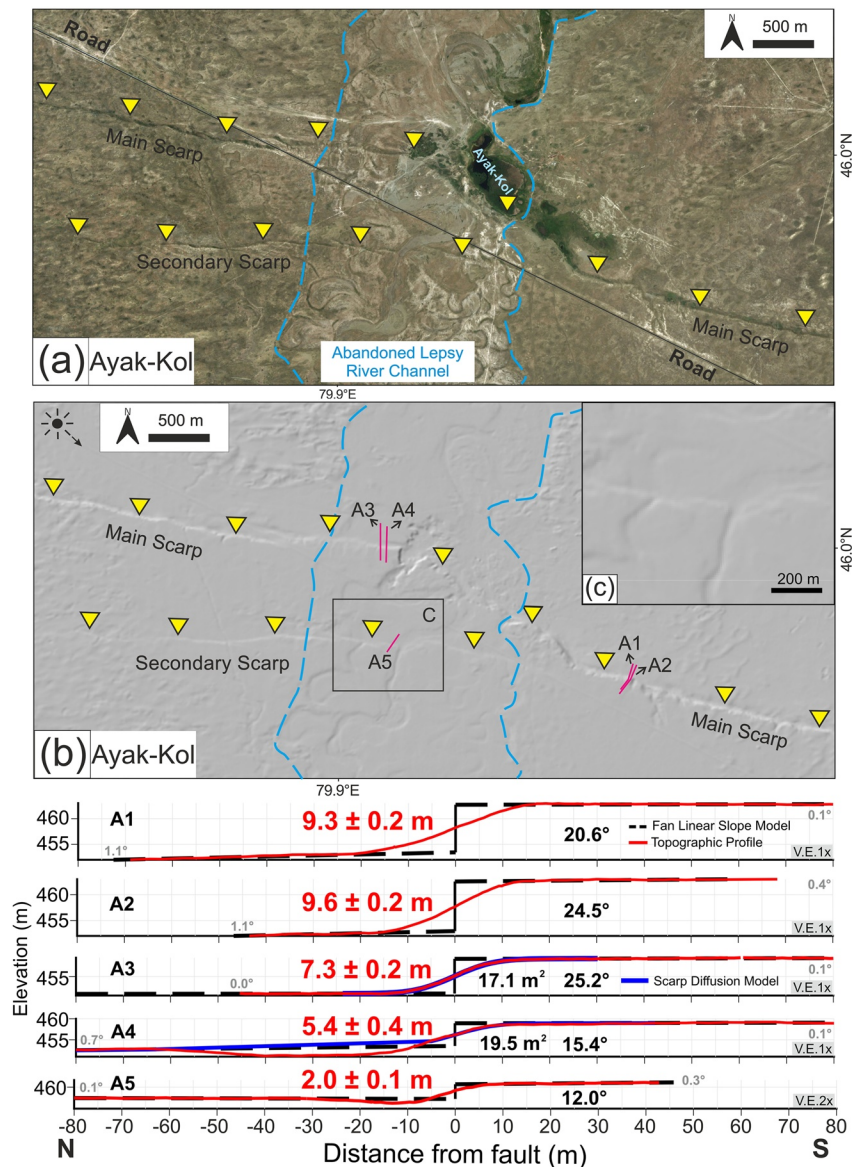 Road
N
500 m
Main Scarp
Ayak-Kol
46.0°N
Secondary Scarp
Main Scarp
(a) Ayak-Kol
Abandoned Lepsy
River Channel
Road
79.9°E
N
500 m
A3
A4
Main Scarp
46.0°N
(c)
200 m
C
Secondary Scarp
A5
A1
A2
Main Scarp
(b) Ayak-Kol
79.9°E
Elevation (m)
460
455
A1
9.3 ± 0.2 m
20.6°
1.1°
0.1°
Fan Linear Slope Model
Topographic Profile
V.E.1x
460
455
A2
9.6 ± 0.2 m
24.5°
1.1°
0.4°
V.E.1x
455
A3
7.3 ± 0.2 m
17.1 m²
25.2°
0.0°
0.1°
Scarp Diffusion Model
V.E.1x
460
455
A4
5.4 ± 0.4 m
19.5 m²
15.4°
0.7°
0.1°
V.E.1x
460
A5
2.0 ± 0.1 m
12.0°
0.1°
0.3°
V.E.2x
-80 -70 -60 -50 -40 -30 -20 -10 0 10 20 30 40 50 60 70 80
N Distance from fault (m) S